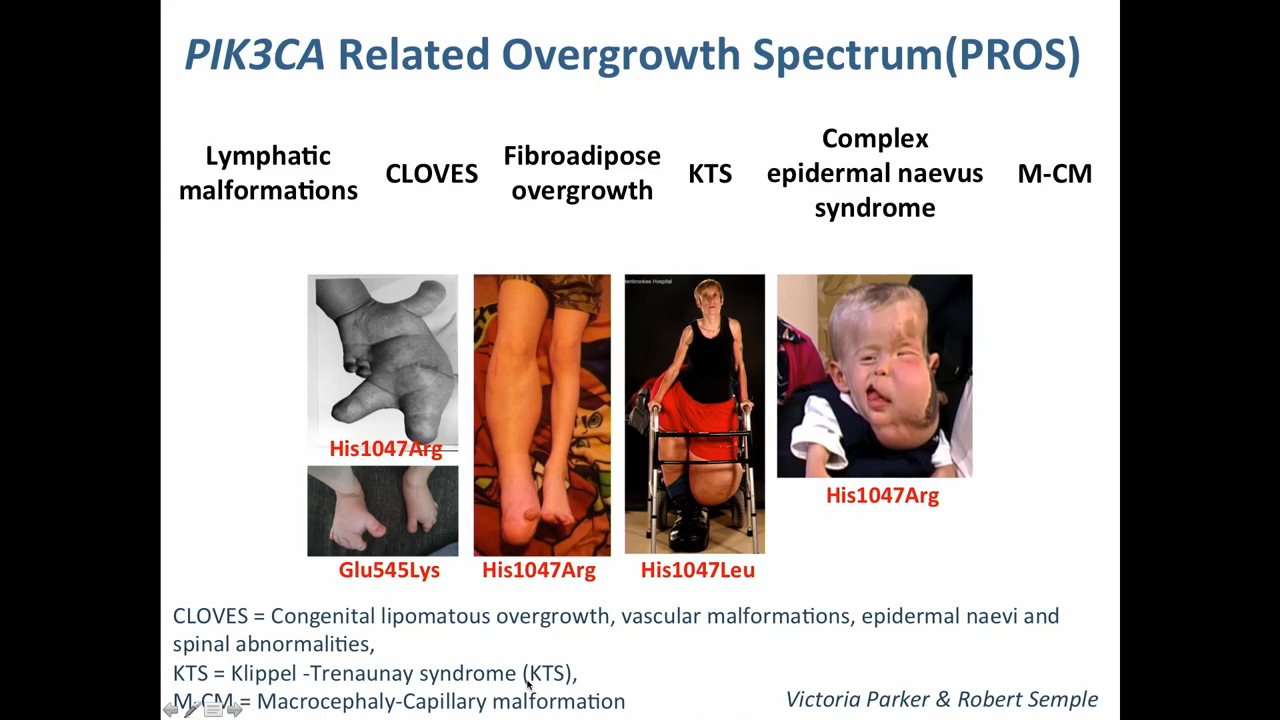 PIK3CA Related Overgrowth Spectrum(PROS)
Lymphatic
malformations
CLOVES
Fibroadipose
overgrowth
KTS
Complex
epidermal naevus
syndrome
M-CM
Hospital
His1047Arg
Glu545Lys
His1047Arg
His1047Leu
His1047Arg
CLOVES = Congenital lipomatous overgrowth, vascular malformations, epidermal naevi and
spinal abnormalities,
KTS = Klippel -Trenaunay syndrome (KTS),
M-CM = Macrocephaly-Capillary malformation
Victoria Parker & Robert Semple